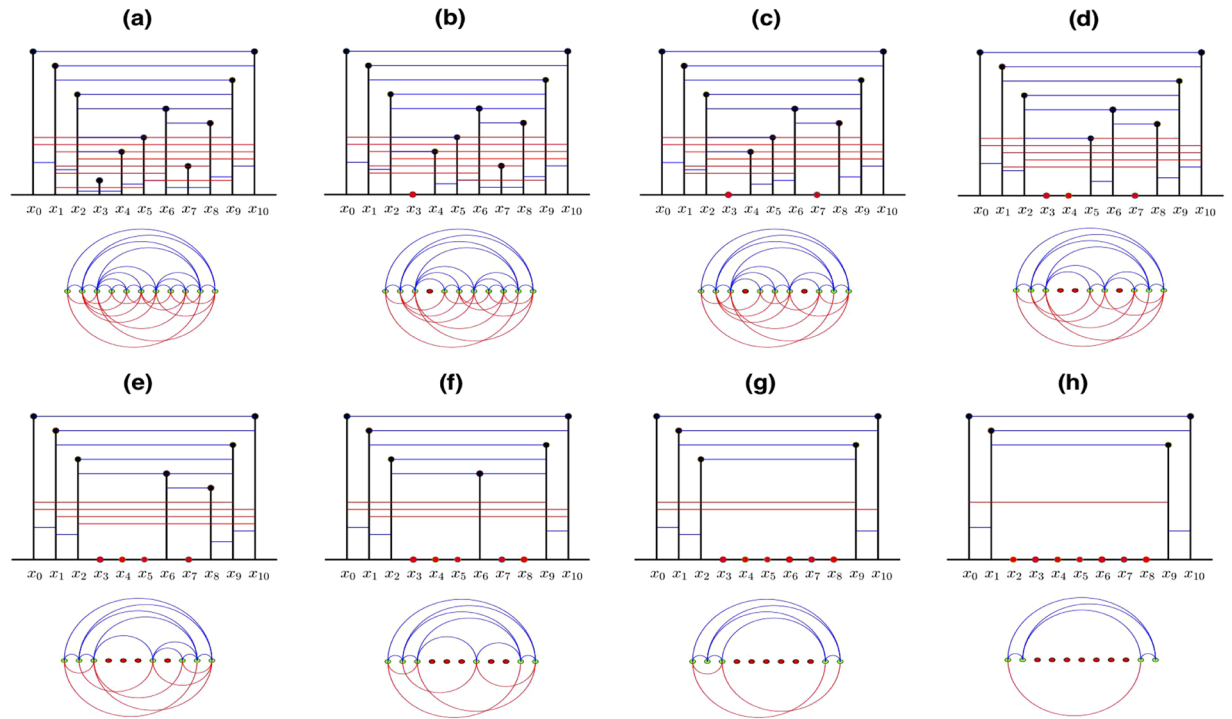 (a) (b) (c) (d)
x₀ x₁ x₂ x₃ x₄ x₅ x₆ x₇ x₈ x₉ x₁₀ x₀ x₁ x₂ x₃ x₄ x₅ x₆ x₇ x₈ x₉ x₁₀ x₀ x₁ x₂ x₃ x₄ x₅ x₆ x₇ x₈ x₉ x₁₀ x₀ x₁ x₂ x₃ x₄ x₅ x₆ x₇ x₈ x₉ x₁₀
(e) (f) (g) (h)
x₀ x₁ x₂ x₃ x₄ x₅ x₆ x₇ x₈ x₉ x₁₀ x₀ x₁ x₂ x₃ x₄ x₅ x₆ x₇ x₈ x₉ x₁₀ x₀ x₁ x₂ x₃ x₄ x₅ x₆ x₇ x₈ x₉ x₁₀ x₀ x₁ x₂ x₃ x₄ x₅ x₆ x₇ x₈ x₉ x₁₀